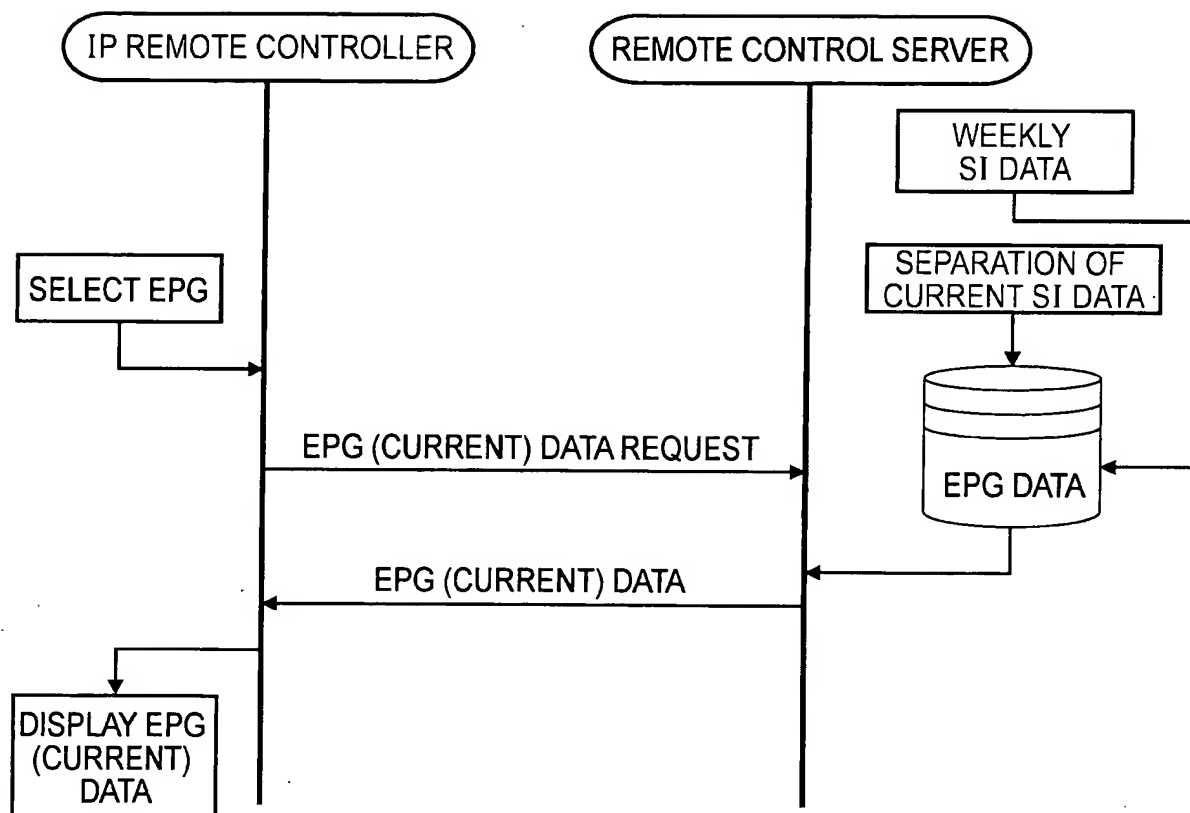 IP REMOTE CONTROLLER
REMOTE CONTROL SERVER
WEEKLY
SI DATA
SELECT EPG
SEPARATION OF
CURRENT SI DATA
EPG (CURRENT) DATA REQUEST
EPG DATA
EPG (CURRENT) DATA
DISPLAY EPG
(CURRENT)
DATA